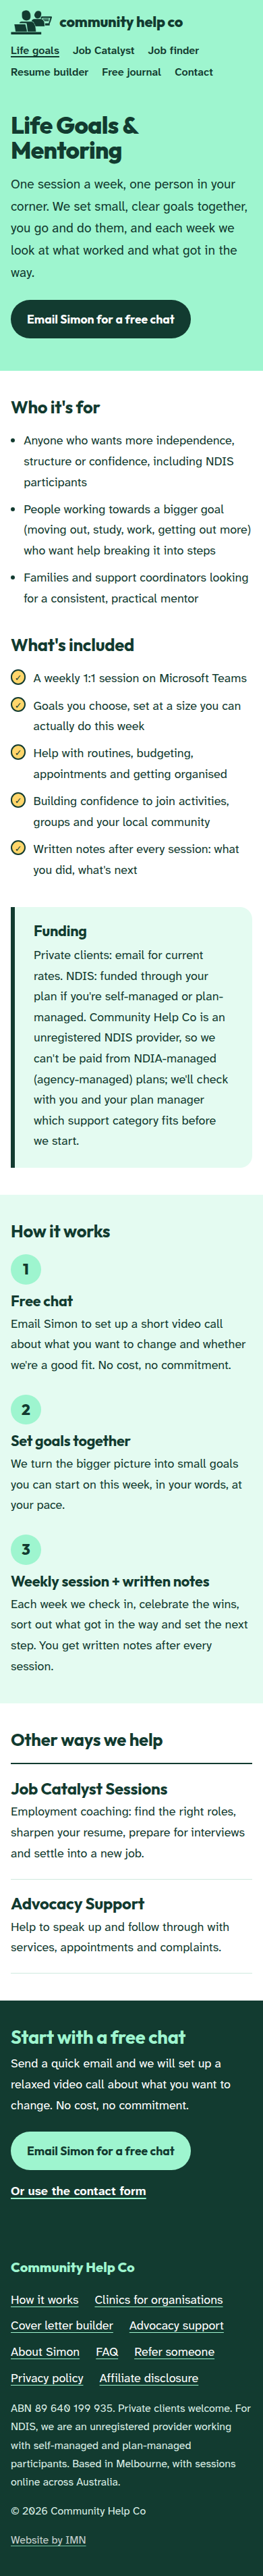 community help co
Life goals Job Catalyst Job finder
Resume builder Free journal Contact
Life Goals &
Mentoring
One session a week, one person in your
corner. We set small, clear goals together,
you go and do them, and each week we
look at what worked and what got in the
way.
Email Simon for a free chat
Who it's for
• Anyone who wants more independence,
structure or confidence, including NDIS
participants
• People working towards a bigger goal
(moving out, study, work, getting out more)
who want help breaking it into steps
• Families and support coordinators looking
for a consistent, practical mentor
What's included
✓ A weekly 1:1 session on Microsoft Teams
✓ Goals you choose, set at a size you can
actually do this week
✓ Help with routines, budgeting,
appointments and getting organised
✓ Building confidence to join activities,
groups and your local community
✓ Written notes after every session: what
you did, what's next
Funding
Private clients: email for current
rates. NDIS: funded through your
plan if you're self-managed or plan-
managed. Community Help Co is an
unregistered NDIS provider, so we
can't be paid from NDIA-managed
(agency-managed) plans; we'll check
with you and your plan manager
which support category fits before
we start.
How it works
1
Free chat
Email Simon to set up a short video call
about what you want to change and whether
we're a good fit. No cost, no commitment.
2
Set goals together
We turn the bigger picture into small goals
you can start on this week, in your words, at
your pace.
3
Weekly session + written notes
Each week we check in, celebrate the wins,
sort out what got in the way and set the next
step. You get written notes after every
session.
Other ways we help
Job Catalyst Sessions
Employment coaching: find the right roles,
sharpen your resume, prepare for interviews
and settle into a new job.
Advocacy Support
Help to speak up and follow through with
services, appointments and complaints.
Start with a free chat
Send a quick email and we will set up a
relaxed video call about what you want to
change. No cost, no commitment.
Email Simon for a free chat
Or use the contact form
Community Help Co
How it works Clinics for organisations
Cover letter builder Advocacy support
About Simon FAQ Refer someone
Privacy policy Affiliate disclosure
ABN 89 640 199 935. Private clients welcome. For
NDIS, we are an unregistered provider working
with self-managed and plan-managed
participants. Based in Melbourne, with sessions
online across Australia.
© 2026 Community Help Co
Website by IMN